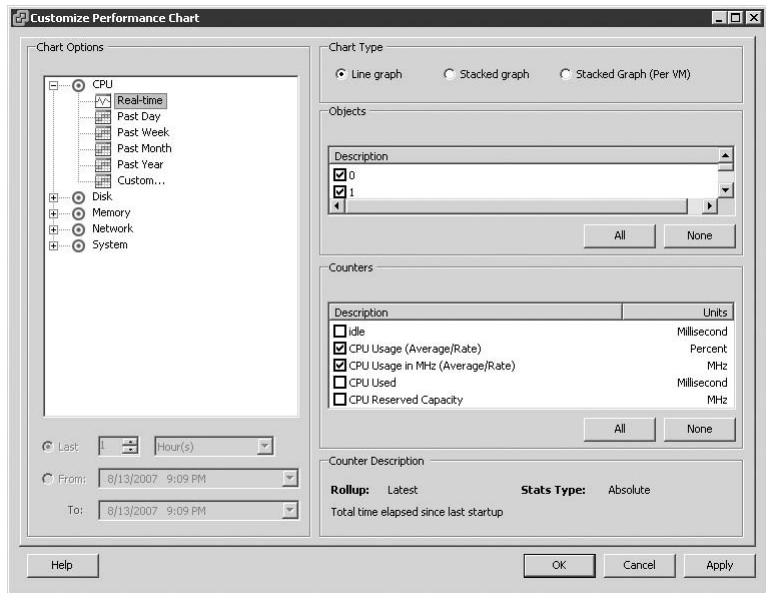 Customize Performance Chart
Chart Options
CPU
Real-time
Past Day
Past Week
Past Month
Past Year
Custom...
Disk
Memory
Network
System
Last 1 Hour(s)
From: 8/13/2007 9:09 PM
To: 8/13/2007 9:09 PM
Chart Type
Line graph Stacked graph Stacked Graph (Per VM)
Objects
Description
0
1
All None
Counters
Description Units
idle Millisecond
CPU Usage (Average/Rate) Percent
CPU Usage in MHz (Average/Rate) MHz
CPU Used Millisecond
CPU Reserved Capacity MHz
All None
Counter Description
Rollup: Latest Stats Type: Absolute
Total time elapsed since last startup
Help OK Cancel Apply